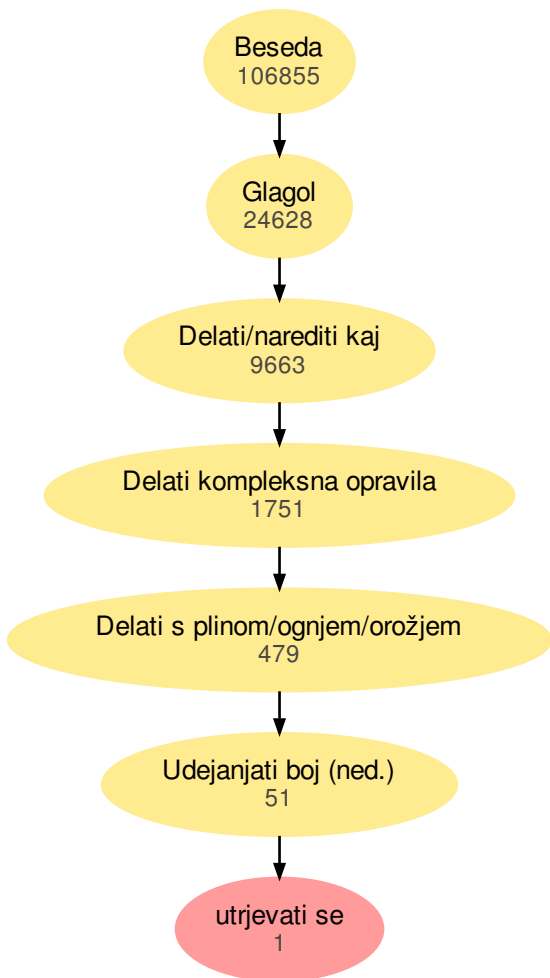 Beseda
106855
Glagol
24628
Delati/narediti kaj
9663
Delati kompleksna opravila
1751
Delati s plinom/ognjem/orožjem
479
Udejanjati boj (ned.)
51
utrjevati se
1